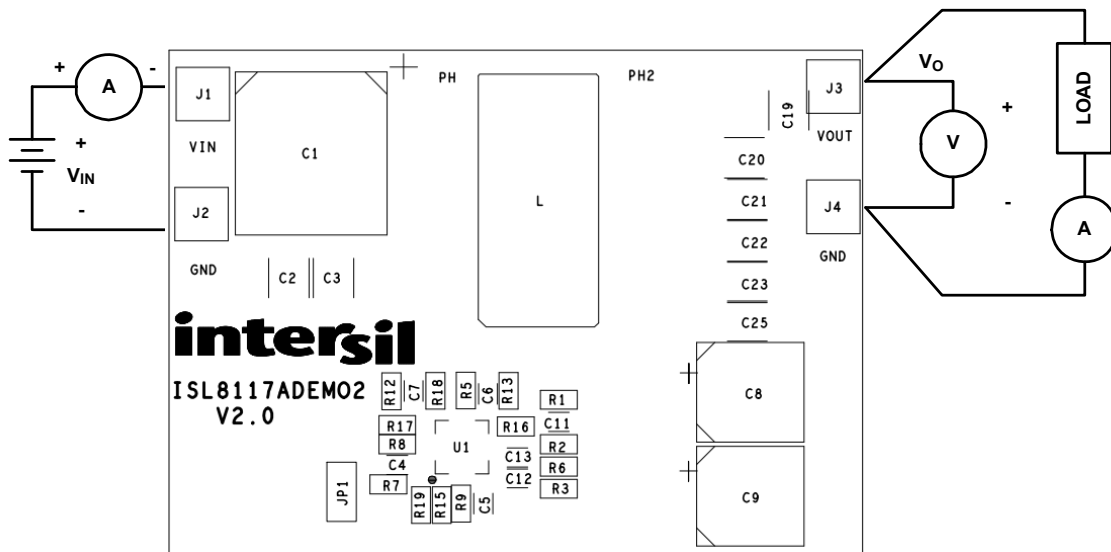 + A -
+
VIN
-
J1
VIN
J2
GND
C1
PH
PH2
L
C2 C3
intersil
ISL8117ADEMO2
V2.0
R12 C7 R18 R5 C6 R13
R1
R17
R16
C11
R8
U1
R2
C4
C13
R6
R7
C12
R3
JP1
R19 R15 R9 C5
C19
C20
C21
C22
C23
C25
C8
C9
J3
VOUT
J4
GND
VO
+
V
-
LOAD
A